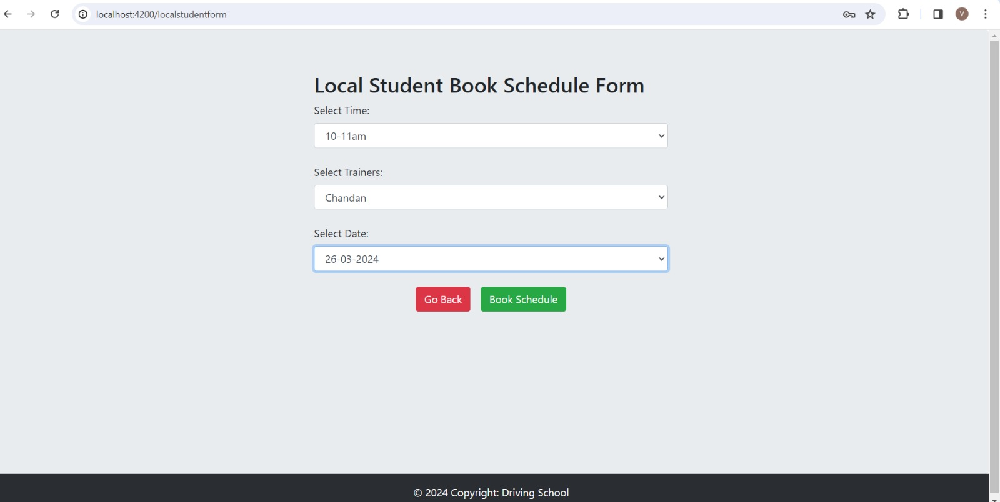 localhost:4200/localstudentform
V
Local Student Book Schedule Form
Select Time:
10-11am
Select Trainers:
Chandan
Select Date:
26-03-2024
Go Back Book Schedule
© 2024 Copyright: Driving School